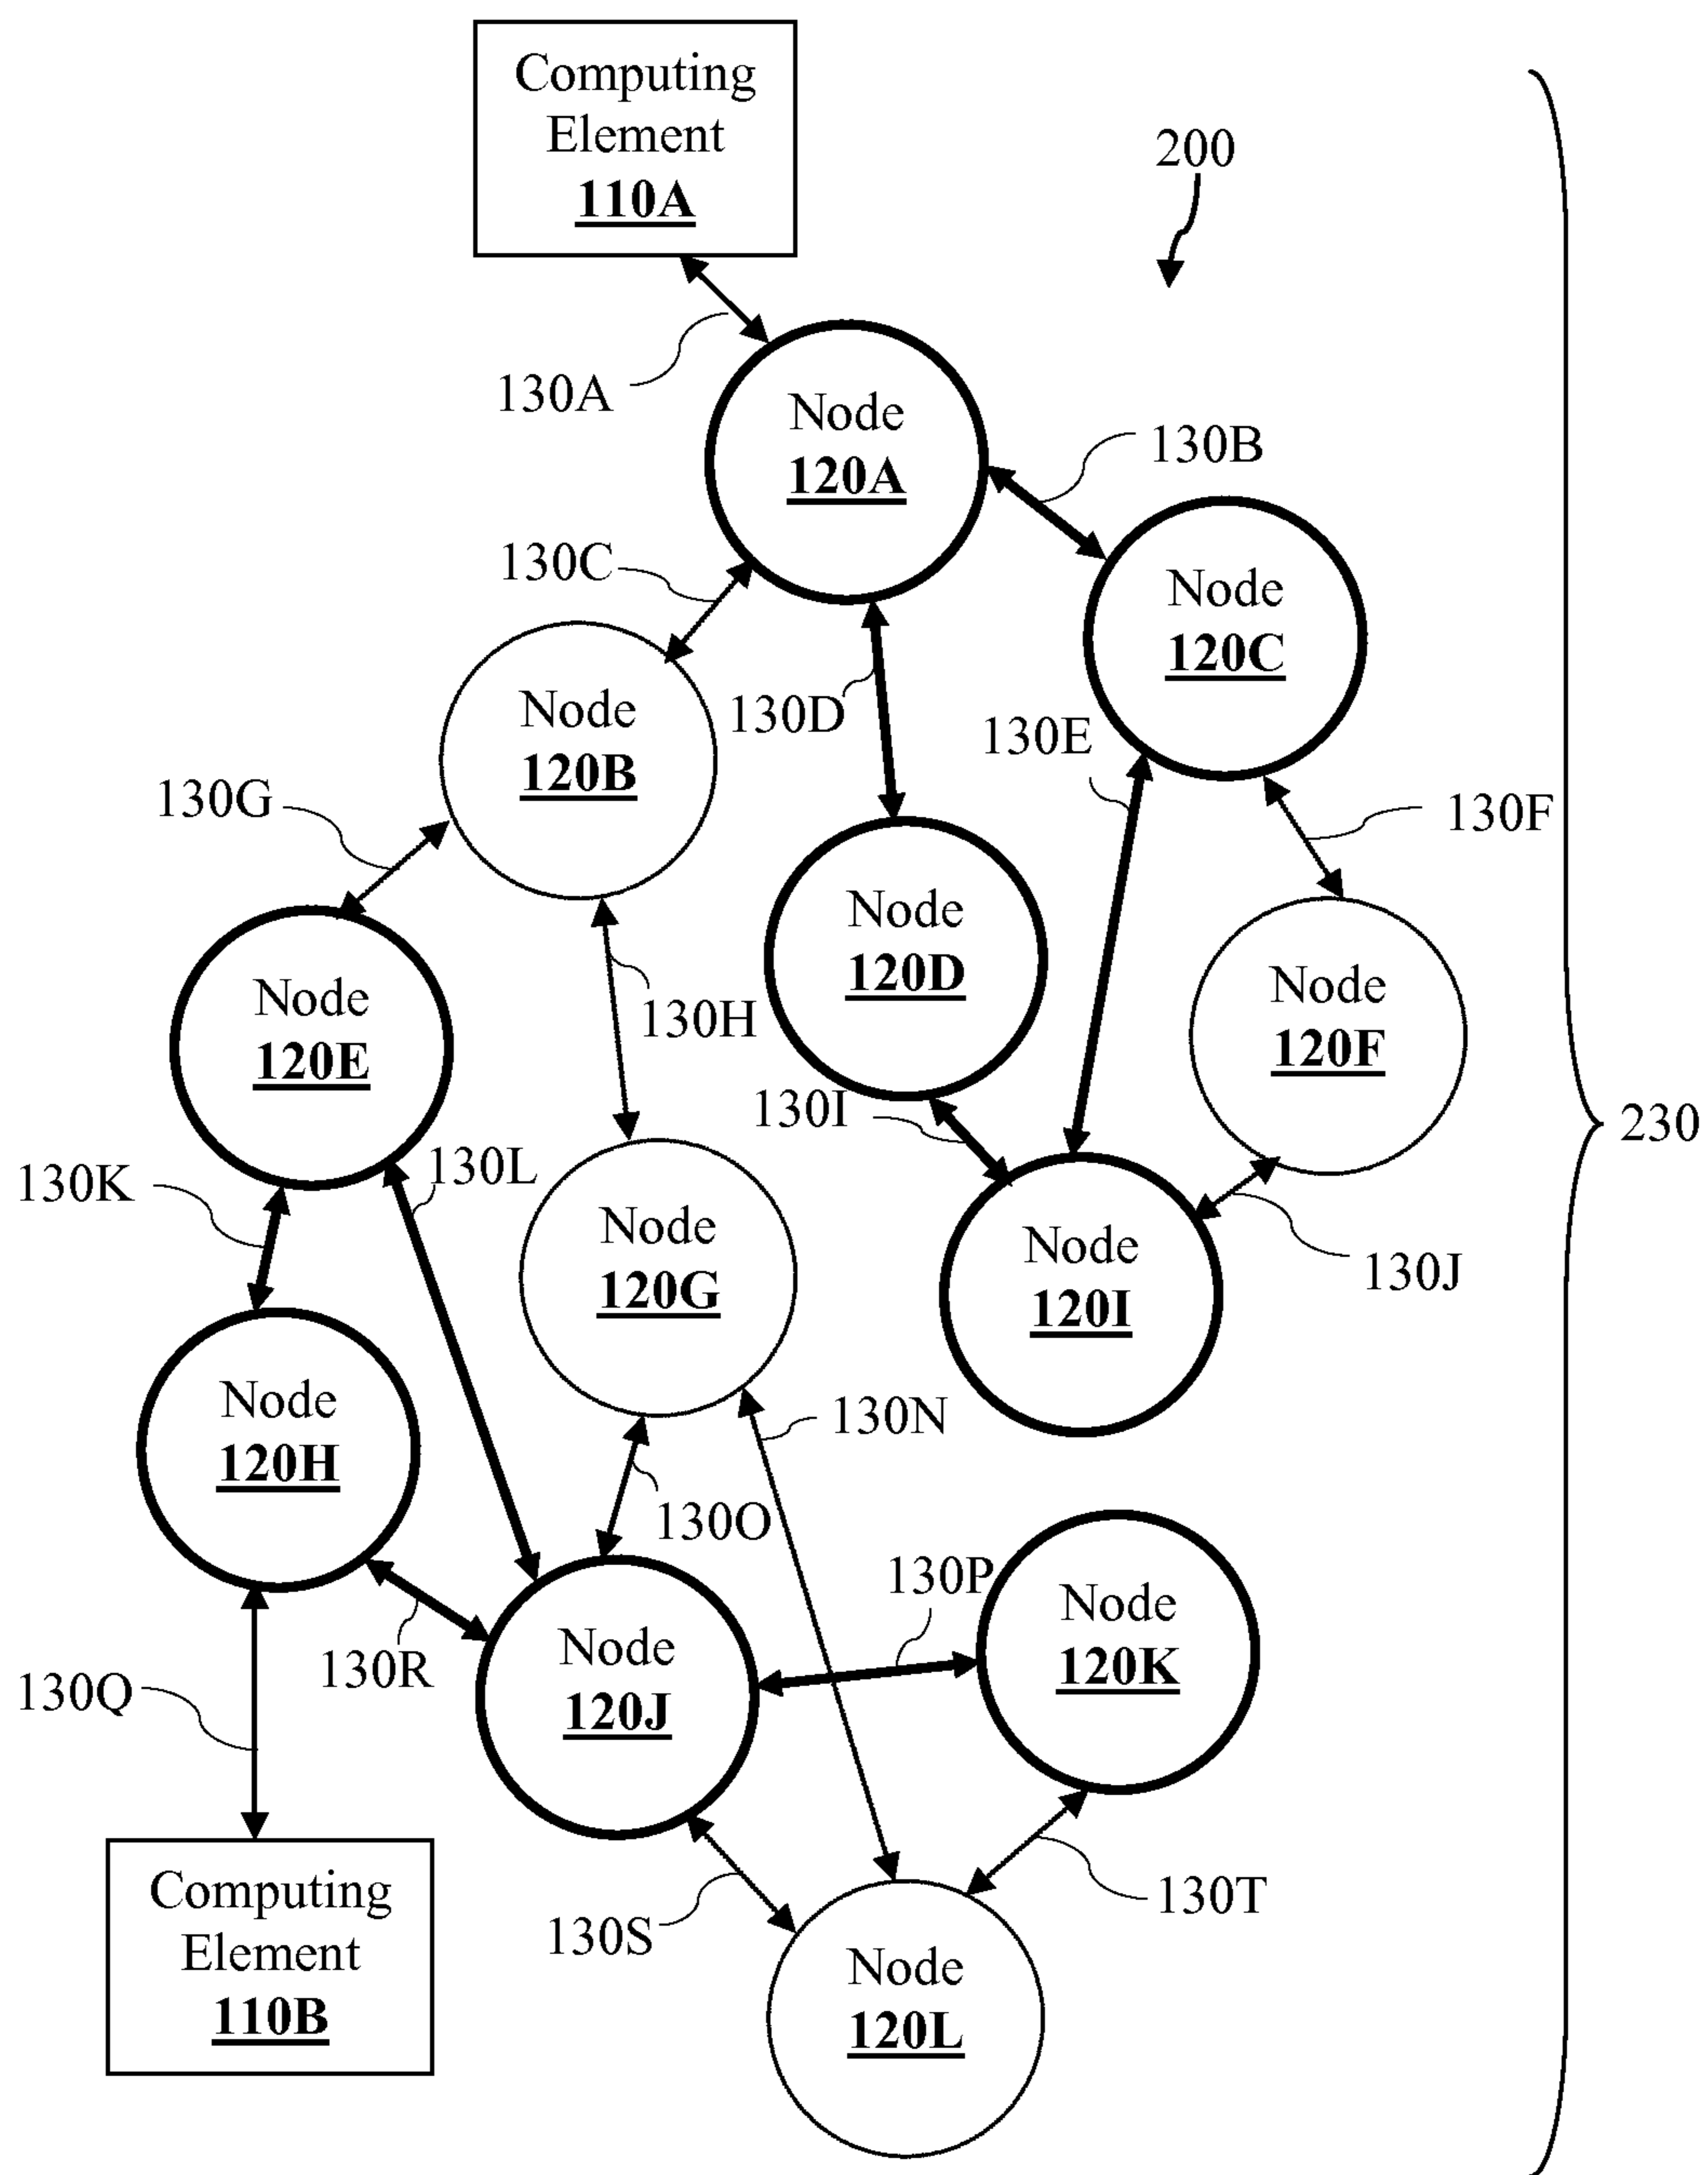 Computing
Element
110A
200
130A
Node
120A
130B
130C
Node
120C
Node
120B
130D
130E
130G
130F
Node
120D
Node
120E
130H
Node
120F
130I
230
130K
130L
Node
120G
Node
120I
130J
Node
120H
130N
130O
130P
Node
120K
130R
130Q
Node
120J
Computing
Element
110B
130S
130T
Node
120L